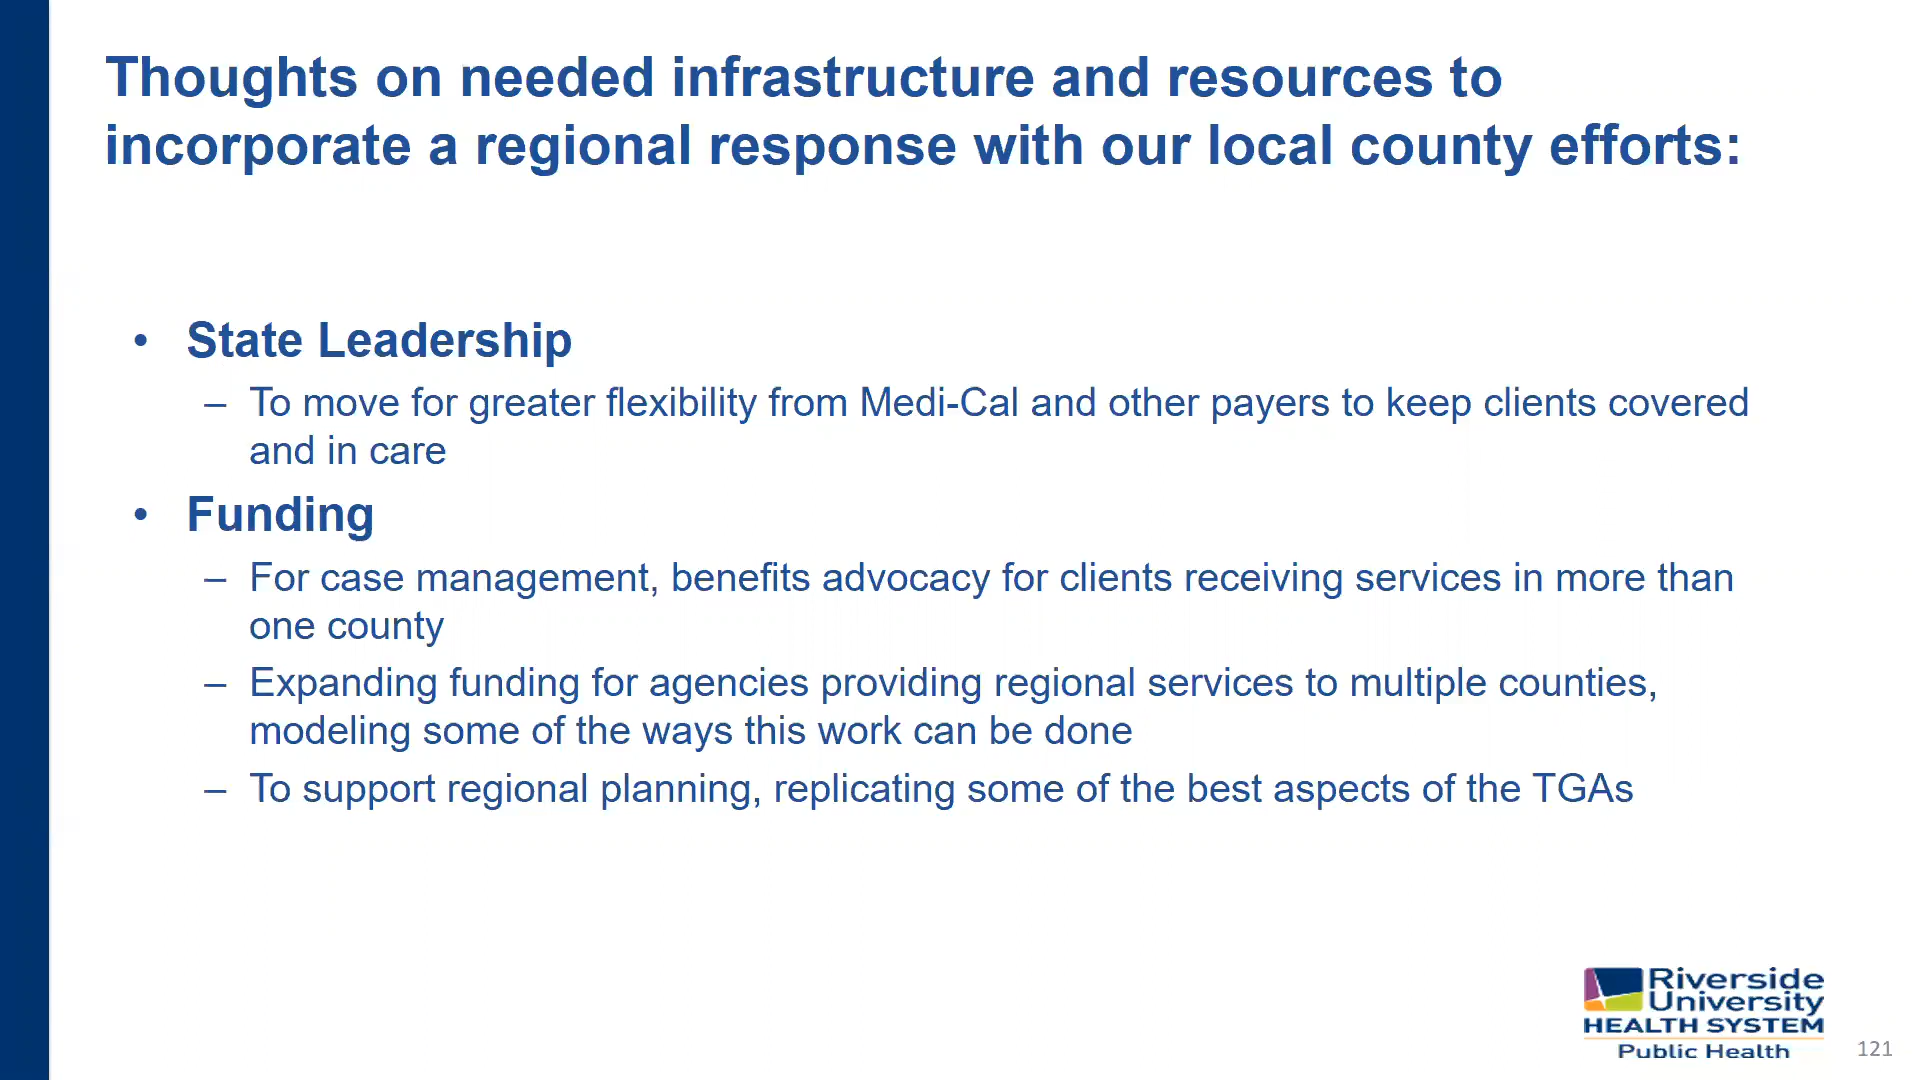 Thoughts on needed infrastructure and resources to
incorporate a regional response with our local county efforts:
• State Leadership
– To move for greater flexibility from Medi-Cal and other payers to keep clients covered
and in care
• Funding
– For case management, benefits advocacy for clients receiving services in more than
one county
– Expanding funding for agencies providing regional services to multiple counties,
modeling some of the ways this work can be done
– To support regional planning, replicating some of the best aspects of the TGAs
Riverside
University
HEALTH SYSTEM
Public Health
121